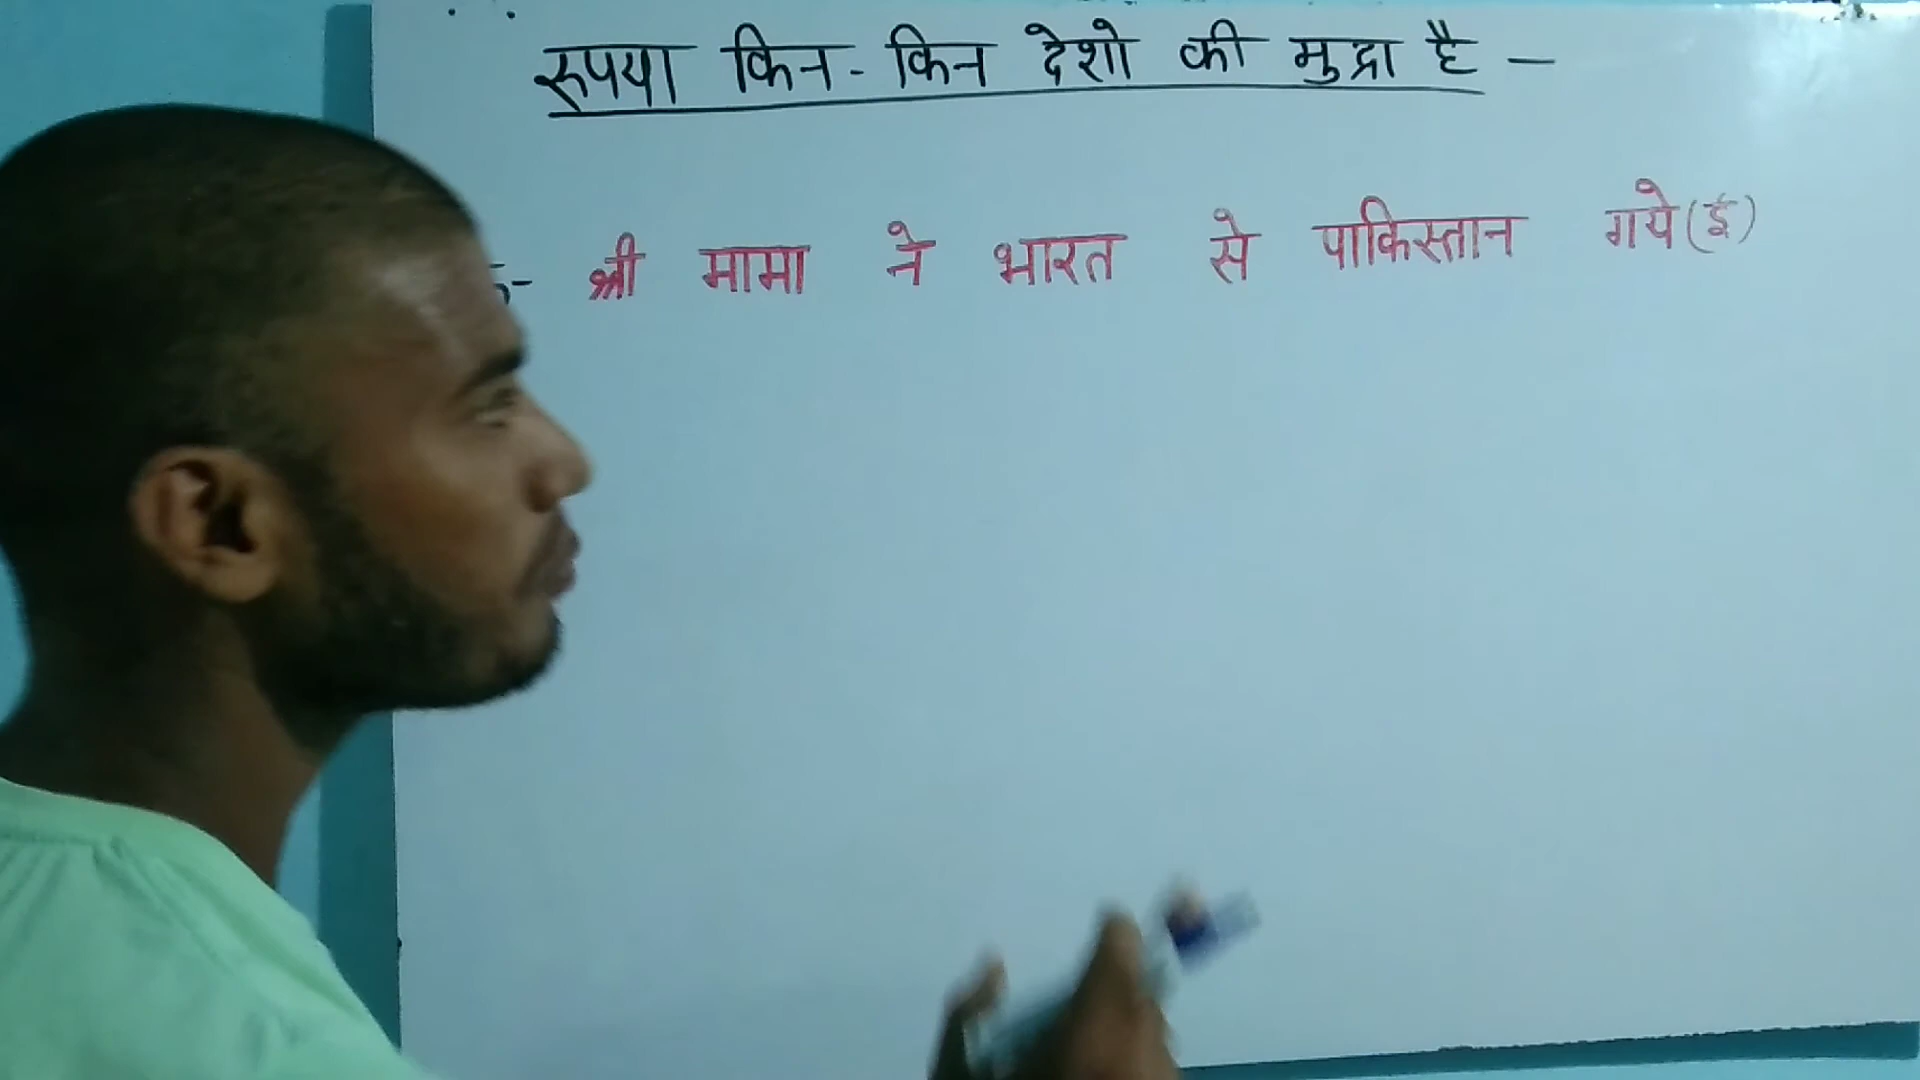 रुपया किन-किन देशो की मुद्रा है —
श्री मामा ने भारत से पाकिस्तान गये(ई)